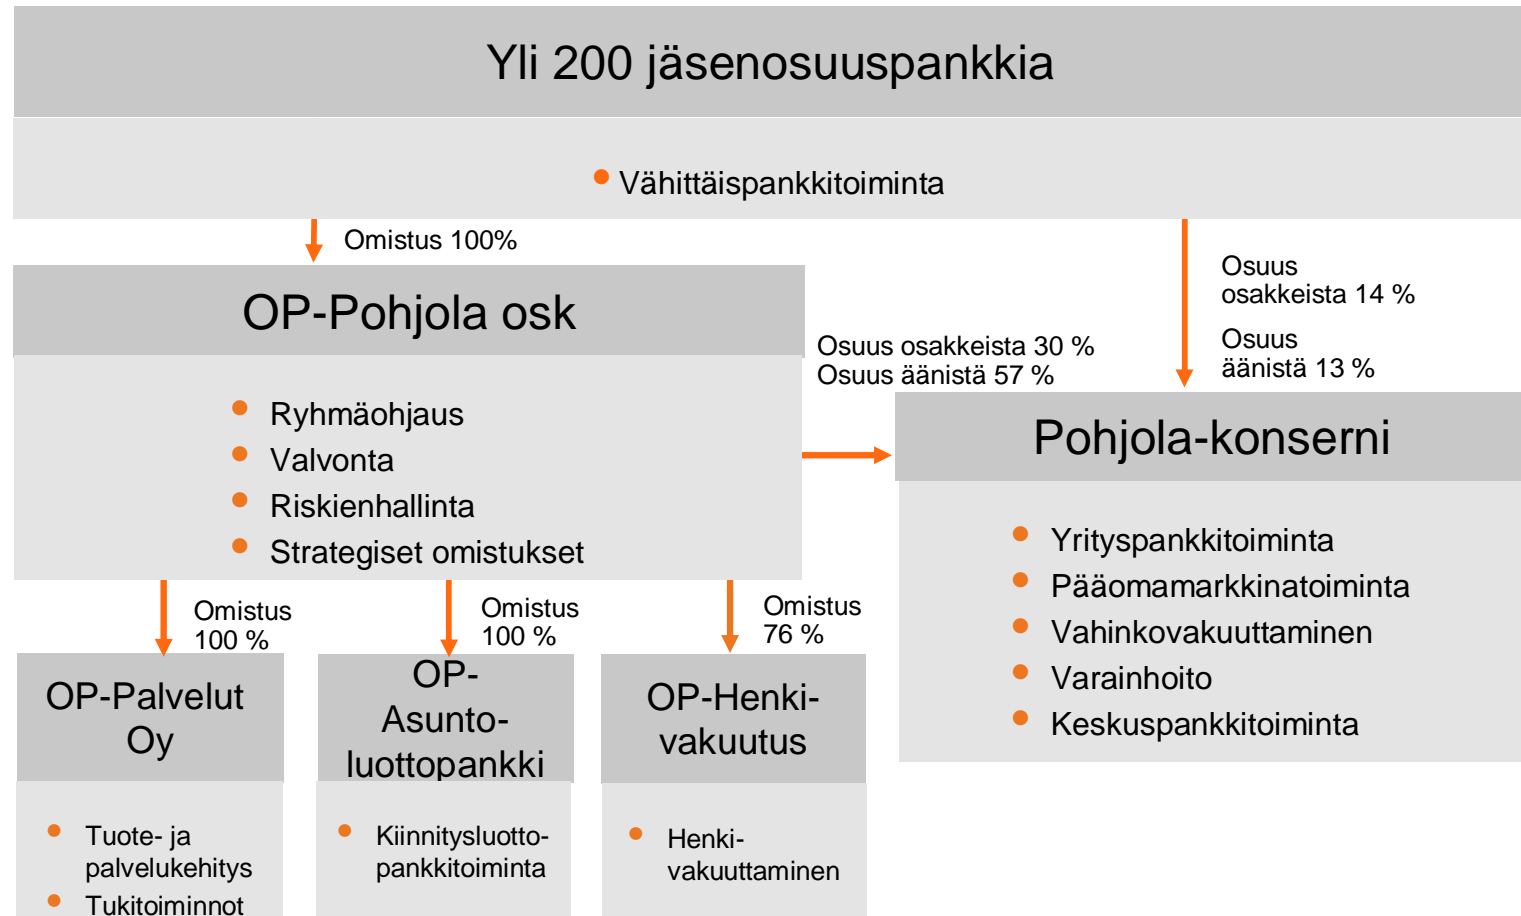 Yli 200 jäsenosuuspankkia
Vähittäispankkitoiminta
Omistus 100%
Osuus
osakkeista 14 %
Osuus
äänistä 13 %
OP-Pohjola osk
Osuus osakkeista 30 %
Osuus äänistä 57 %
Ryhmäohjaus
Valvonta
Riskienhallinta
Strategiset omistukset
Pohjola-konserni
Yrityspankkitoiminta
Pääomamarkkinatoiminta
Vahinkovakuuttaminen
Varainhoito
Keskuspankkitoiminta
Omistus
100 %
Omistus
100 %
Omistus
76 %
OP-Palvelut
Oy
Tuote- ja
palvelukehitys
Tukitoiminnot
OP-
Asunto-
luottopankki
Kiinnitysluotto-
pankkitoiminta
OP-Henki-
vakuutus
Henki-
vakuuttaminen